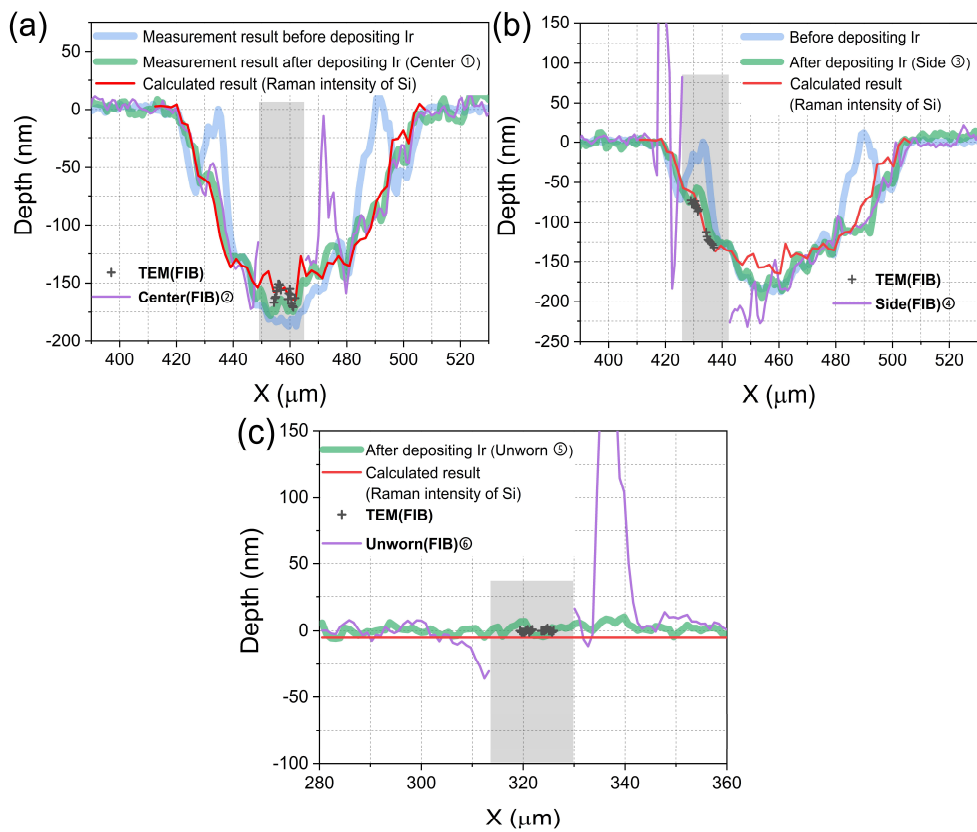 (a)
Measurement result before depositing Ir
Measurement result after depositing Ir (Center ①)
Calculated result (Raman intensity of Si)
TEM(FIB)
Center(FIB)②
50
25
0
-50
-100
-150
-200
Depth (nm)
400 420 440 460 480 500 520
X (μm)
(b)
Before depositing Ir
After depositing Ir (Side ③)
Calculated result
(Raman intensity of Si)
TEM(FIB)
Side(FIB)④
150
100
50
0
-50
-100
-150
-200
-250
Depth (nm)
400 420 440 460 480 500 520
X (μm)
(c)
After depositing Ir (Unworn ⑤)
Calculated result
(Raman intensity of Si)
TEM(FIB)
Unworn(FIB)⑥
150
100
50
0
-50
-100
Depth (nm)
280 300 320 340 360
X (μm)